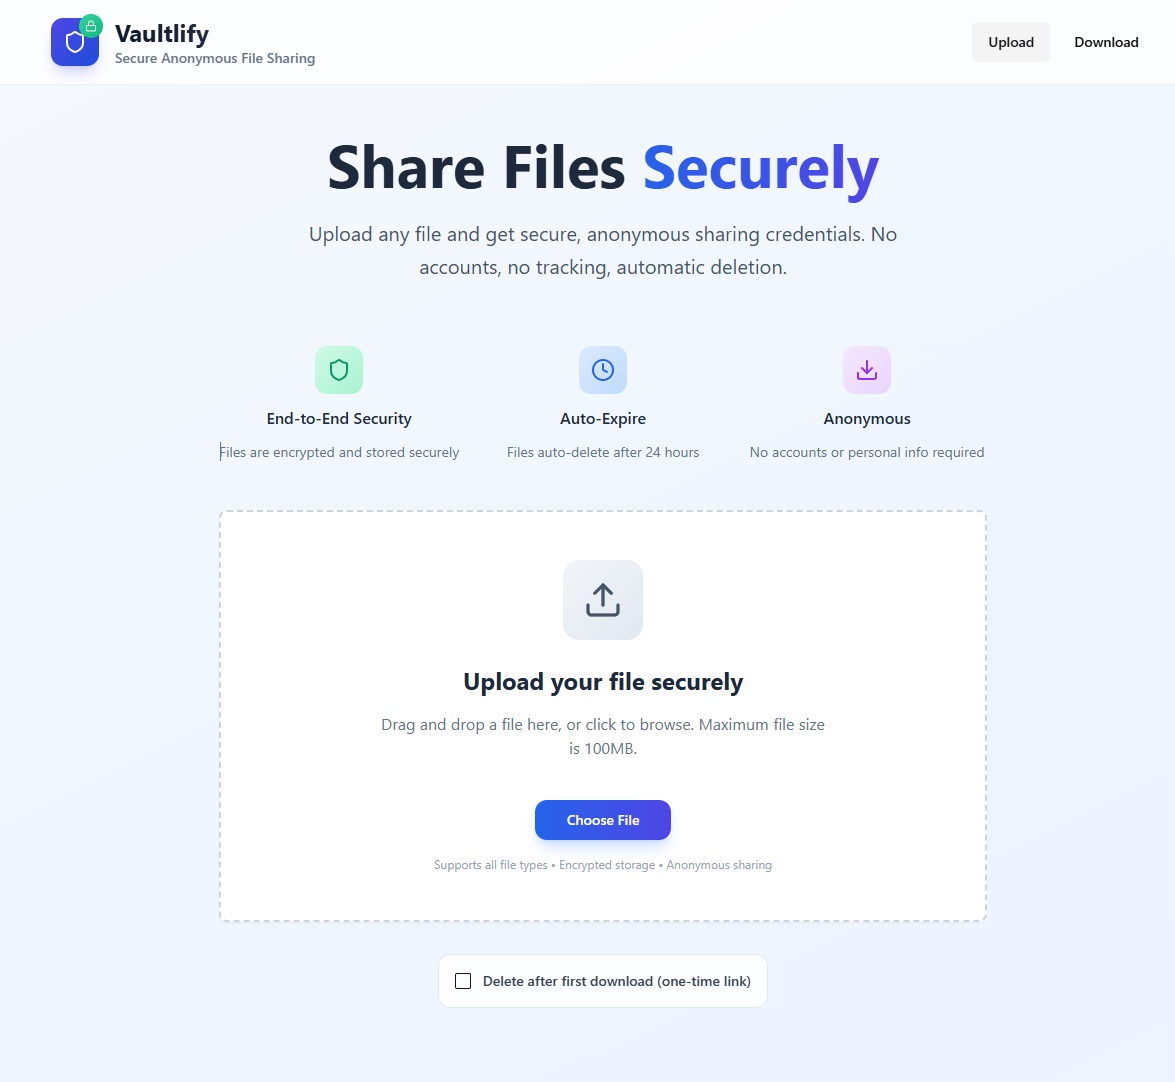 Vaultlify
Secure Anonymous File Sharing
Upload
Download
Share Files Securely
Upload any file and get secure, anonymous sharing credentials. No
accounts, no tracking, automatic deletion.
End-to-End Security
Files are encrypted and stored securely
Auto-Expire
Files auto-delete after 24 hours
Anonymous
No accounts or personal info required
Upload your file securely
Drag and drop a file here, or click to browse. Maximum file size
is 100MB.
Choose File
Supports all file types • Encrypted storage • Anonymous sharing
Delete after first download (one-time link)